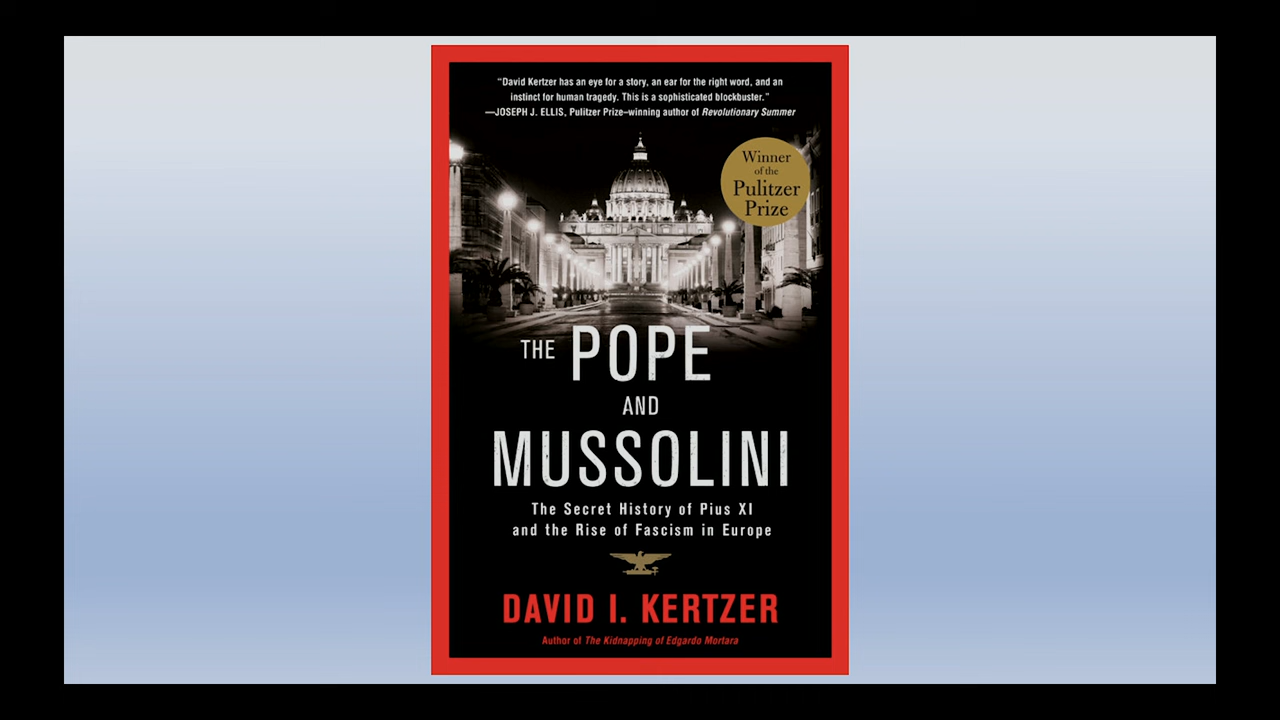 “David Kertzer has an eye for a story, an ear for the right word, and an
instinct for human tragedy. This is a sophisticated blockbuster.”
—JOSEPH J. ELLIS, Pulitzer Prize–winning author of Revolutionary Summer
Winner
of the
Pulitzer
Prize
THE POPE
AND
MUSSOLINI
The Secret History of Pius XI
and the Rise of Fascism in Europe
DAVID I. KERTZER
Author of The Kidnapping of Edgardo Mortara